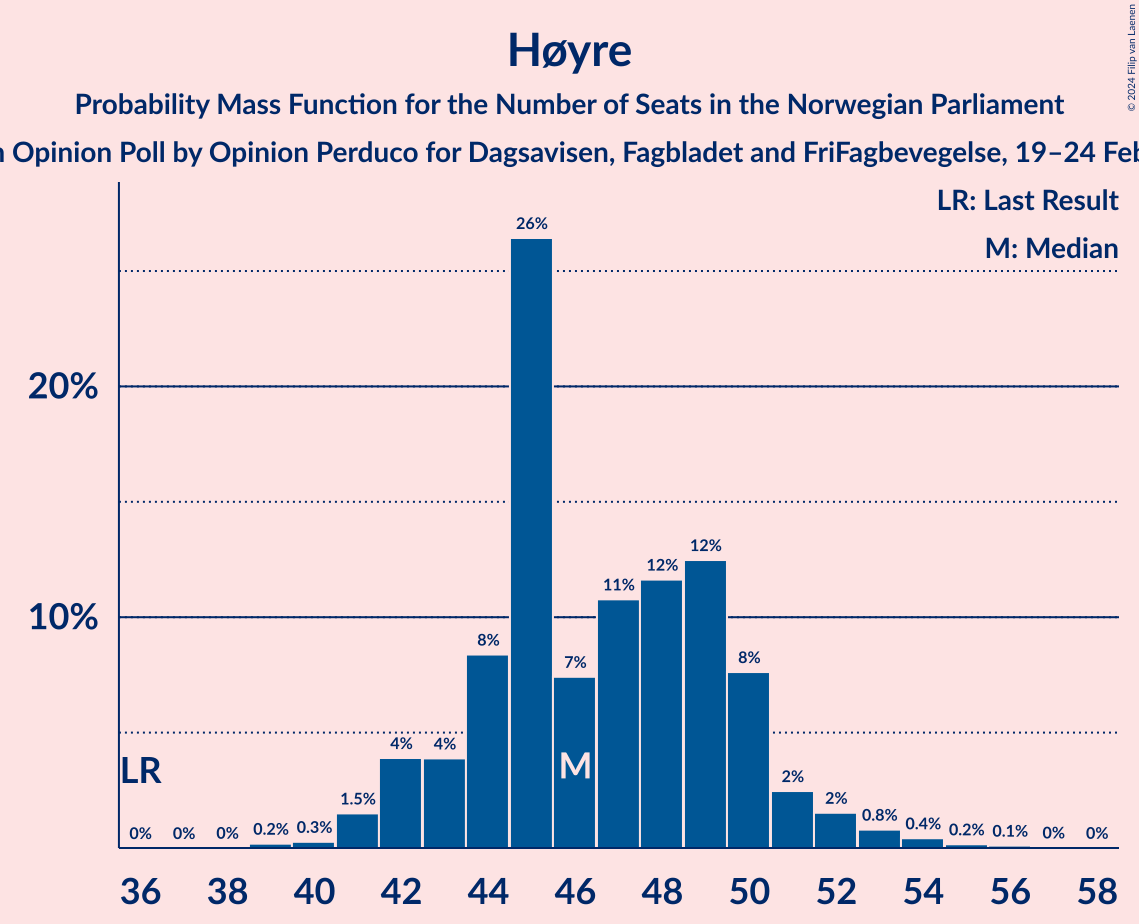 Høyre
Probability Mass Function for the Number of Seats in the Norwegian Parliament
Opinion Poll by Opinion Perduco for Dagsavisen, Fagbladet and FriFagbevegelse, 19–24 Feb
© 2024 Filip van Laenen
LR: Last Result
M: Median
26%
20%
12%
12%
11%
10%
8%
8%
7%
4%
4%
LR
M
1.5%
2%
2%
0.8%
0% 0% 0% 0.2% 0.3%
0.4% 0.2% 0.1% 0% 0%
36 38 40 42 44 46 48 50 52 54 56 58